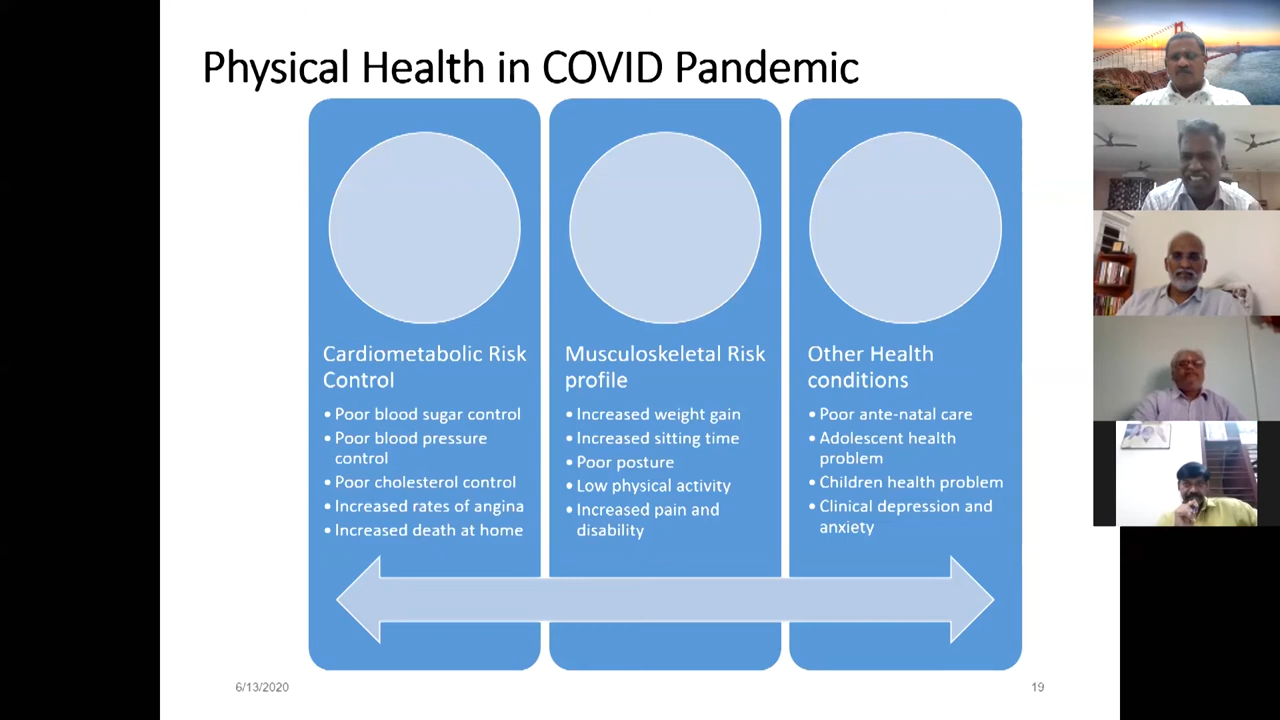 Physical Health in COVID Pandemic
Cardiometabolic Risk
Control
• Poor blood sugar control
• Poor blood pressure
control
• Poor cholesterol control
• Increased rates of angina
• Increased death at home
Musculoskeletal Risk
profile
• Increased weight gain
• Increased sitting time
• Poor posture
• Low physical activity
• Increased pain and
disability
Other Health
conditions
• Poor ante-natal care
• Adolescent health
problem
• Children health problem
• Clinical depression and
anxiety
6/13/2020
19